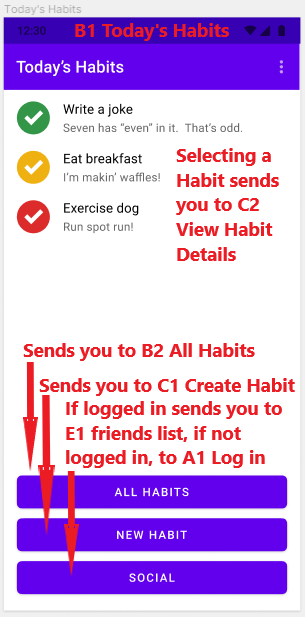 Today's Habits
12:30
B1 Today's Habits
Today's Habits
Write a joke
Seven has "even" in it.  That's odd.
Eat breakfast
I'm makin' waffles!
Exercise dog
Run spot run!
Selecting a
Habit sends
you to C2
View Habit
Details
Sends you to B2 All Habits
Sends you to C1 Create Habit
If logged in sends you to
E1 friends list, if not
logged in, to A1 Log in
ALL HABITS
NEW HABIT
SOCIAL